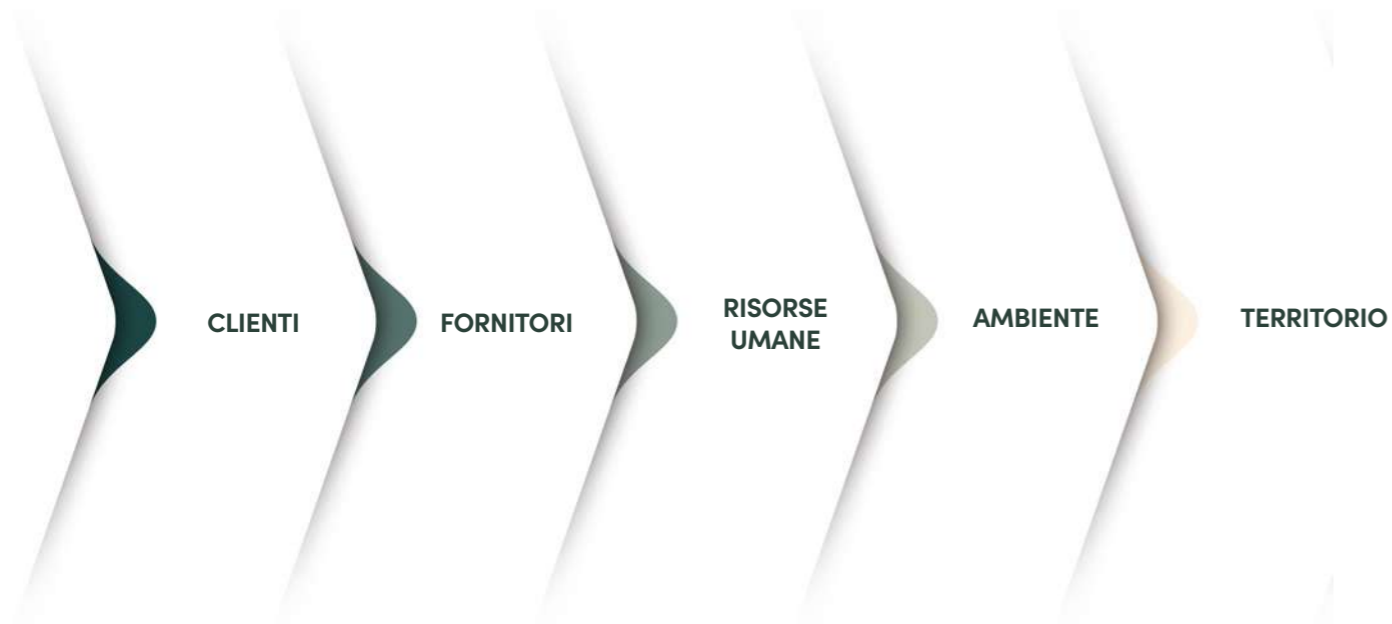 CLIENTI
FORNITORI
RISORSE
UMANE
AMBIENTE
TERRITORIO